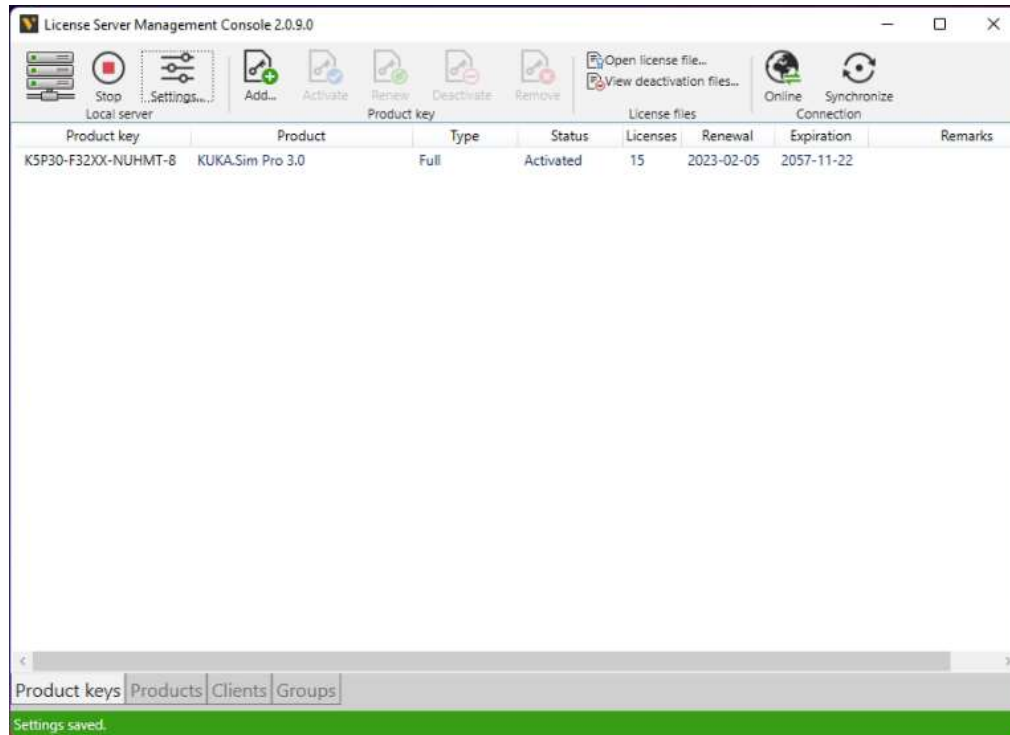 License Server Management Console 2.0.9.0
Stop
Settings...
Add...
Activate
Renew
Deactivate
Remove
Open license file...
View deactivation files...
Online
Synchronize
Local server
Product key
License files
Connection
Product key Product Type Status Licenses Renewal Expiration Remarks
K5P30-F32XX-NUHMT-8 KUKA.Sim Pro 3.0 Full Activated 15 2023-02-05 2057-11-22
Product keys Products Clients Groups
Settings saved.